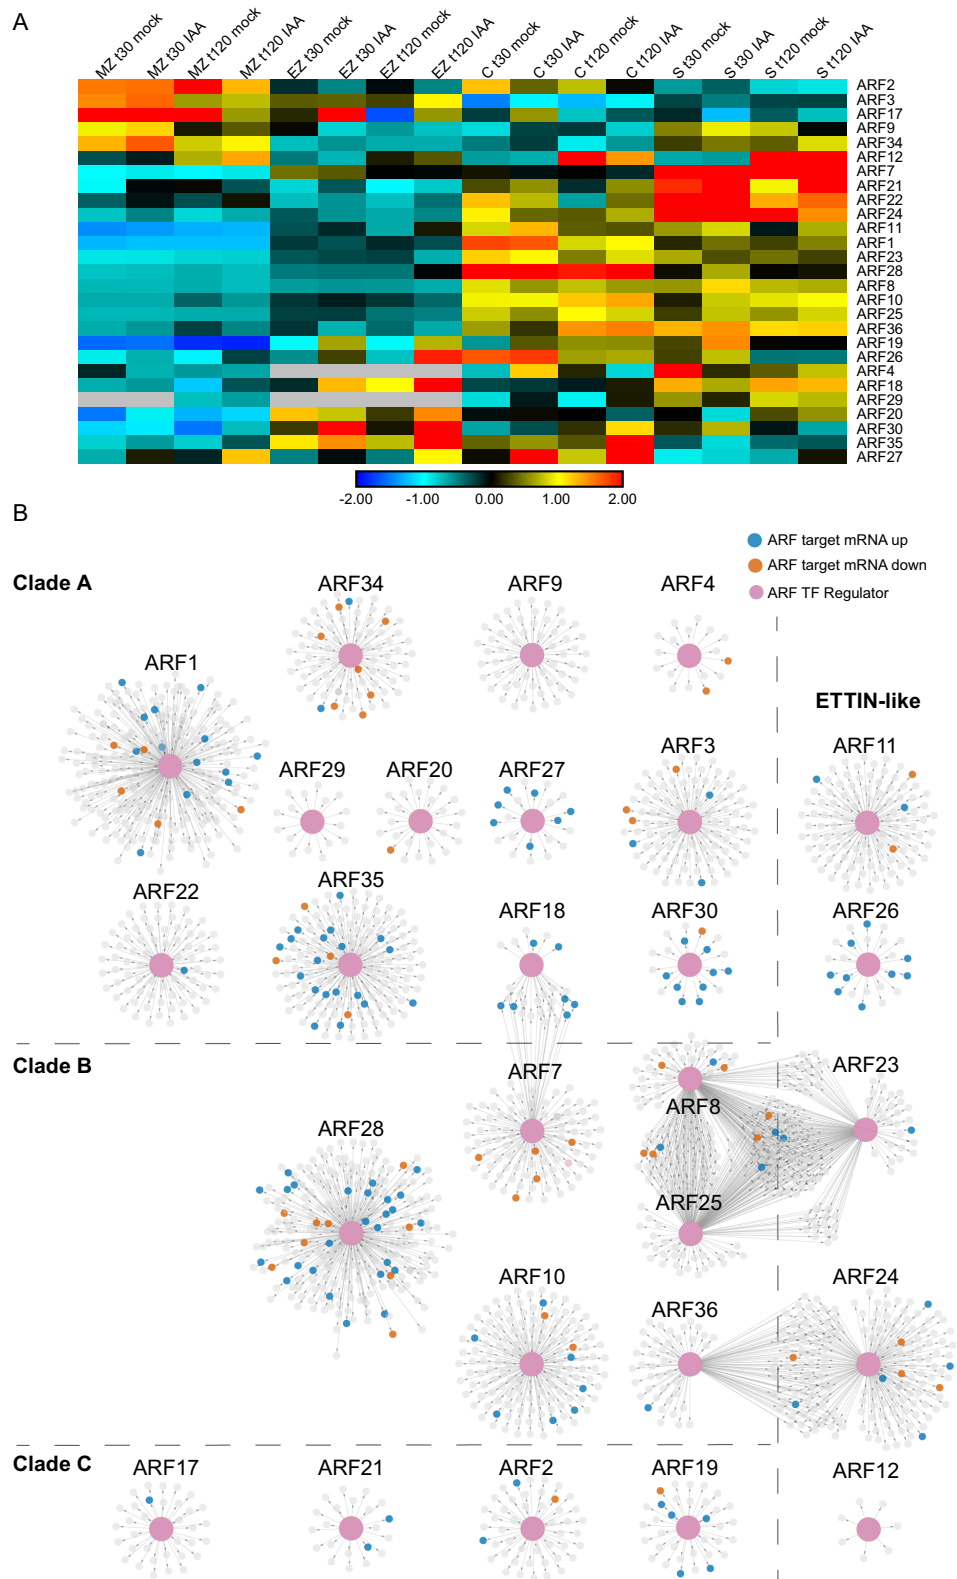 A
MZ t30 mock
MZ t30 IAA
MZ t120 mock
MZ t120 IAA
EZ t30 mock
EZ t30 IAA
EZ t120 mock
EZ t120 IAA
C t30 mock
C t30 IAA
C t120 mock
C t120 IAA
S t30 mock
S t30 IAA
S t120 mock
S t120 IAA
ARF2
ARF3
ARF17
ARF9
ARF34
ARF12
ARF7
ARF21
ARF22
ARF24
ARF11
ARF1
ARF23
ARF28
ARF8
ARF10
ARF25
ARF36
ARF19
ARF26
ARF4
ARF18
ARF29
ARF20
ARF30
ARF35
ARF27
-2.00 -1.00 0.00 1.00 2.00
B
ARF target mRNA up
ARF target mRNA down
ARF TF Regulator
Clade A
ARF34 ARF9 ARF4
ARF1
ETTIN-like
ARF29 ARF20 ARF27 ARF3 ARF11
ARF22 ARF35 ARF18 ARF30 ARF26
Clade B
ARF7 ARF23
ARF28 ARF8
ARF25
ARF10 ARF36 ARF24
Clade C
ARF17 ARF21 ARF2 ARF19 ARF12